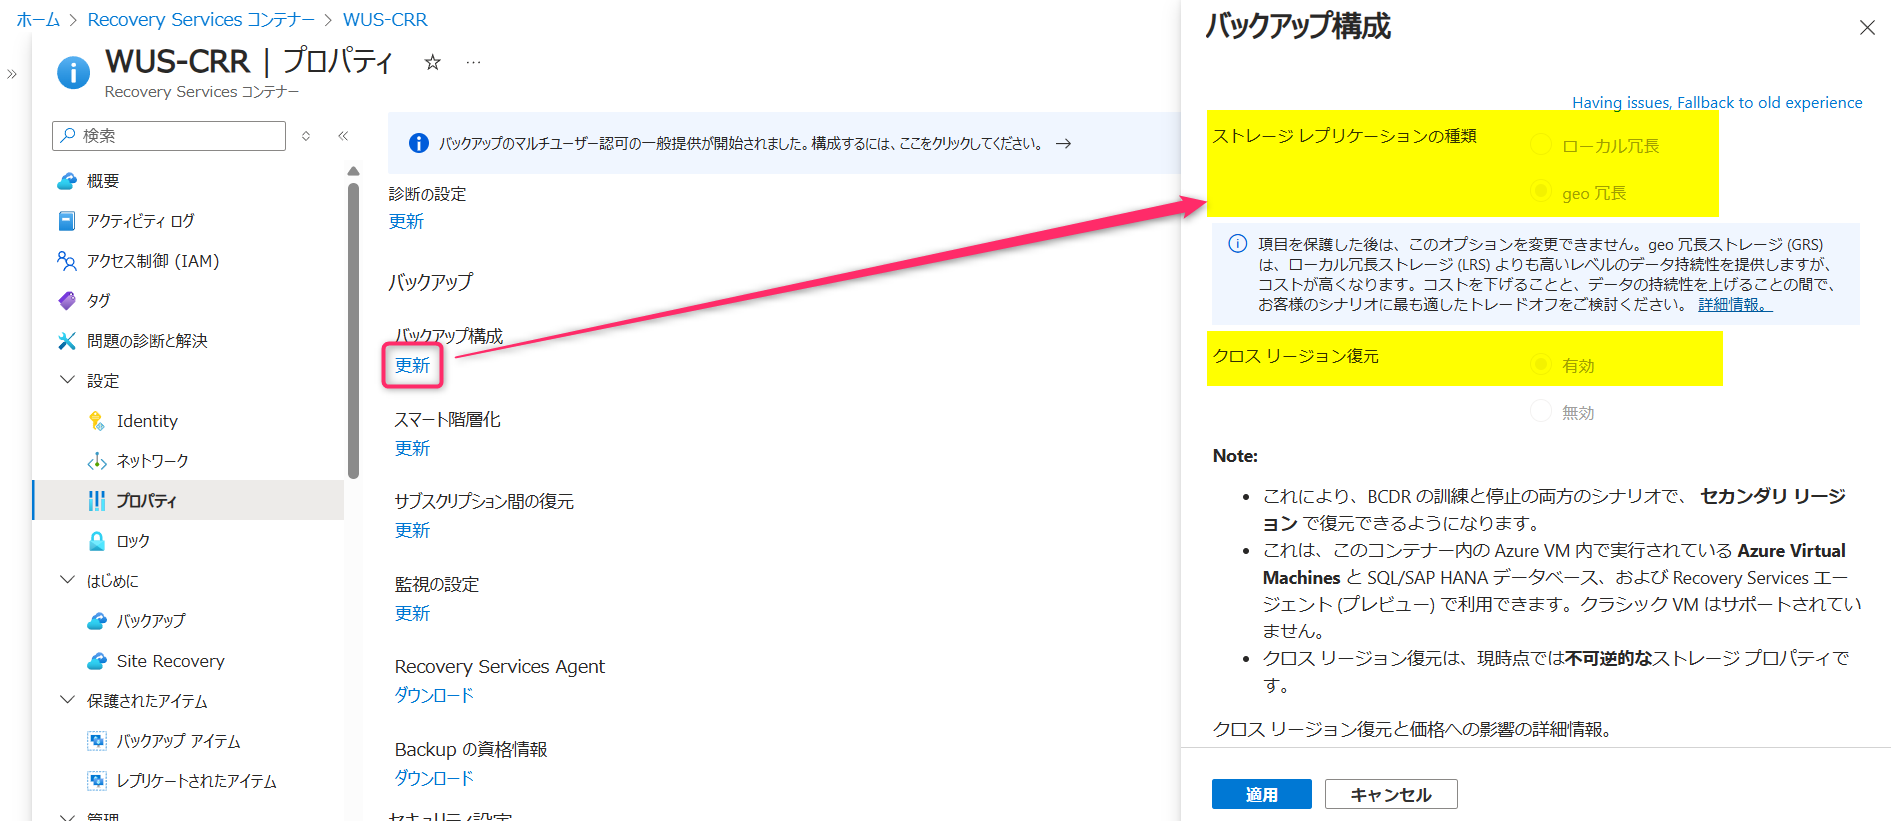 ホーム > Recovery Services コンテナー > WUS-CRR
WUS-CRR | プロパティ
Recovery Services コンテナー
検索
概要
アクティビティ ログ
アクセス制御 (IAM)
タグ
問題の診断と解決
設定
Identity
ネットワーク
プロパティ
ロック
はじめに
バックアップ
Site Recovery
保護されたアイテム
バックアップ アイテム
レプリケートされたアイテム
管理
バックアップのマルチユーザー認可の一般提供が開始されました。構成するには、ここをクリックしてください。 →
診断の設定
更新
バックアップ
バックアップ構成
更新
スマート階層化
更新
サブスクリプション間の復元
更新
監視の設定
更新
Recovery Services Agent
ダウンロード
Backup の資格情報
ダウンロード
セキュリティ設定
バックアップ構成
Having issues, Fallback to old experience
ストレージ レプリケーションの種類
ローカル冗長
geo 冗長
項目を保護した後は、このオプションを変更できません。geo 冗長ストレージ (GRS)
は、ローカル冗長ストレージ (LRS) よりも高いレベルのデータ持続性を提供しますが、
コストが高くなります。コストを下げることと、データの持続性を上げることの間で、
お客様のシナリオに最も適したトレードオフをご検討ください。 詳細情報。
クロス リージョン復元
有効
無効
Note:
• これにより、BCDR の訓練と停止の両方のシナリオで、 セカンダリ リージ
ョン で復元できるようになります。
• これは、このコンテナー内の Azure VM 内で実行されている Azure Virtual
Machines と SQL/SAP HANA データベース、および Recovery Services エー
ジェント (プレビュー) で利用できます。クラシック VM はサポートされてい
ません。
• クロス リージョン復元は、現時点では不可逆的なストレージ プロパティで
す。
クロス リージョン復元と価格への影響の詳細情報。
適用
キャンセル